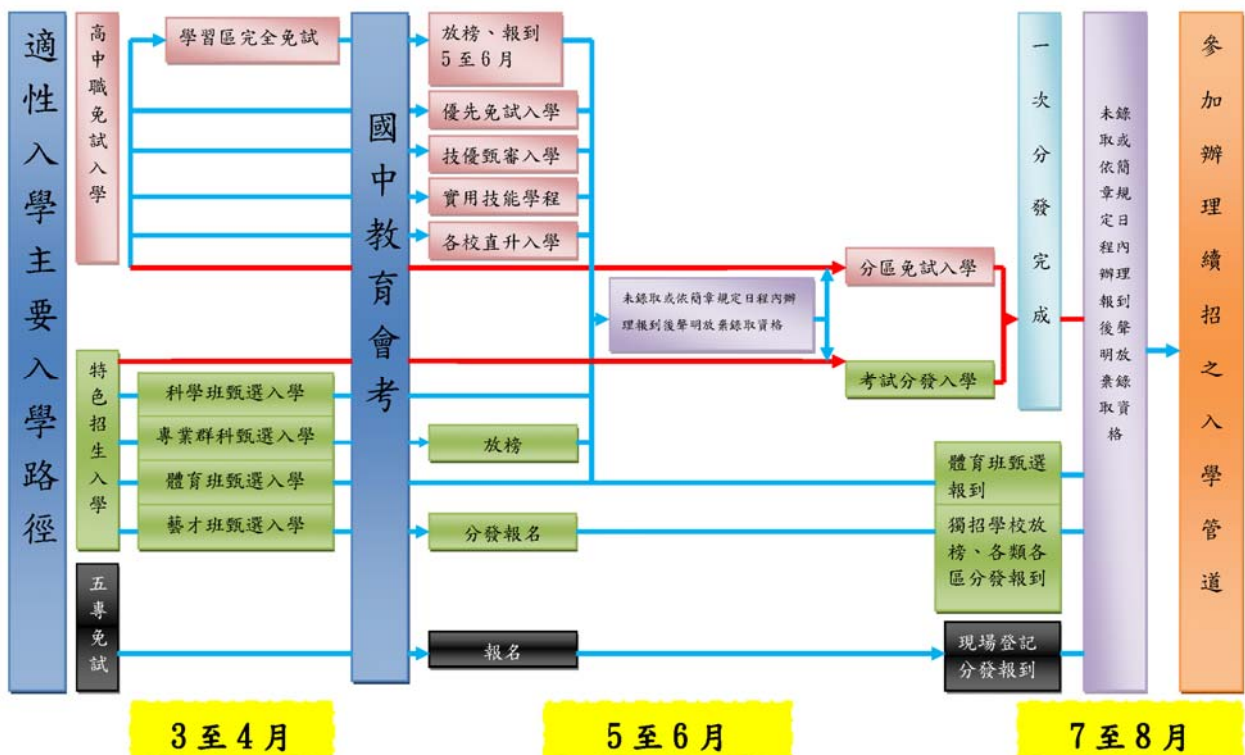 適性入學主要入學路徑
高中職免試入學
學習區完全免試
國中教育會考
放榜、報到
5至6月
優先免試入學
技優甄審入學
實用技能學程
各校直升入學
未錄取或依簡章規定日程內辦
理報到後聲明放棄錄取資格
分區免試入學
考試分發入學
一次分發完成
未錄
取或
依簡
章規
定日
程內
辦理
報到
後聲
明放
棄錄
取資
格
參加辦理續招之入學管道
特色招生入學
科學班甄選入學
專業群科甄選入學
體育班甄選入學
藝才班甄選入學
放榜
分發報名
體育班甄選
報到
獨招學校放
榜、各類各
區分發報到
五專免試
報名
現場登記
分發報到
3至4月
5至6月
7至8月